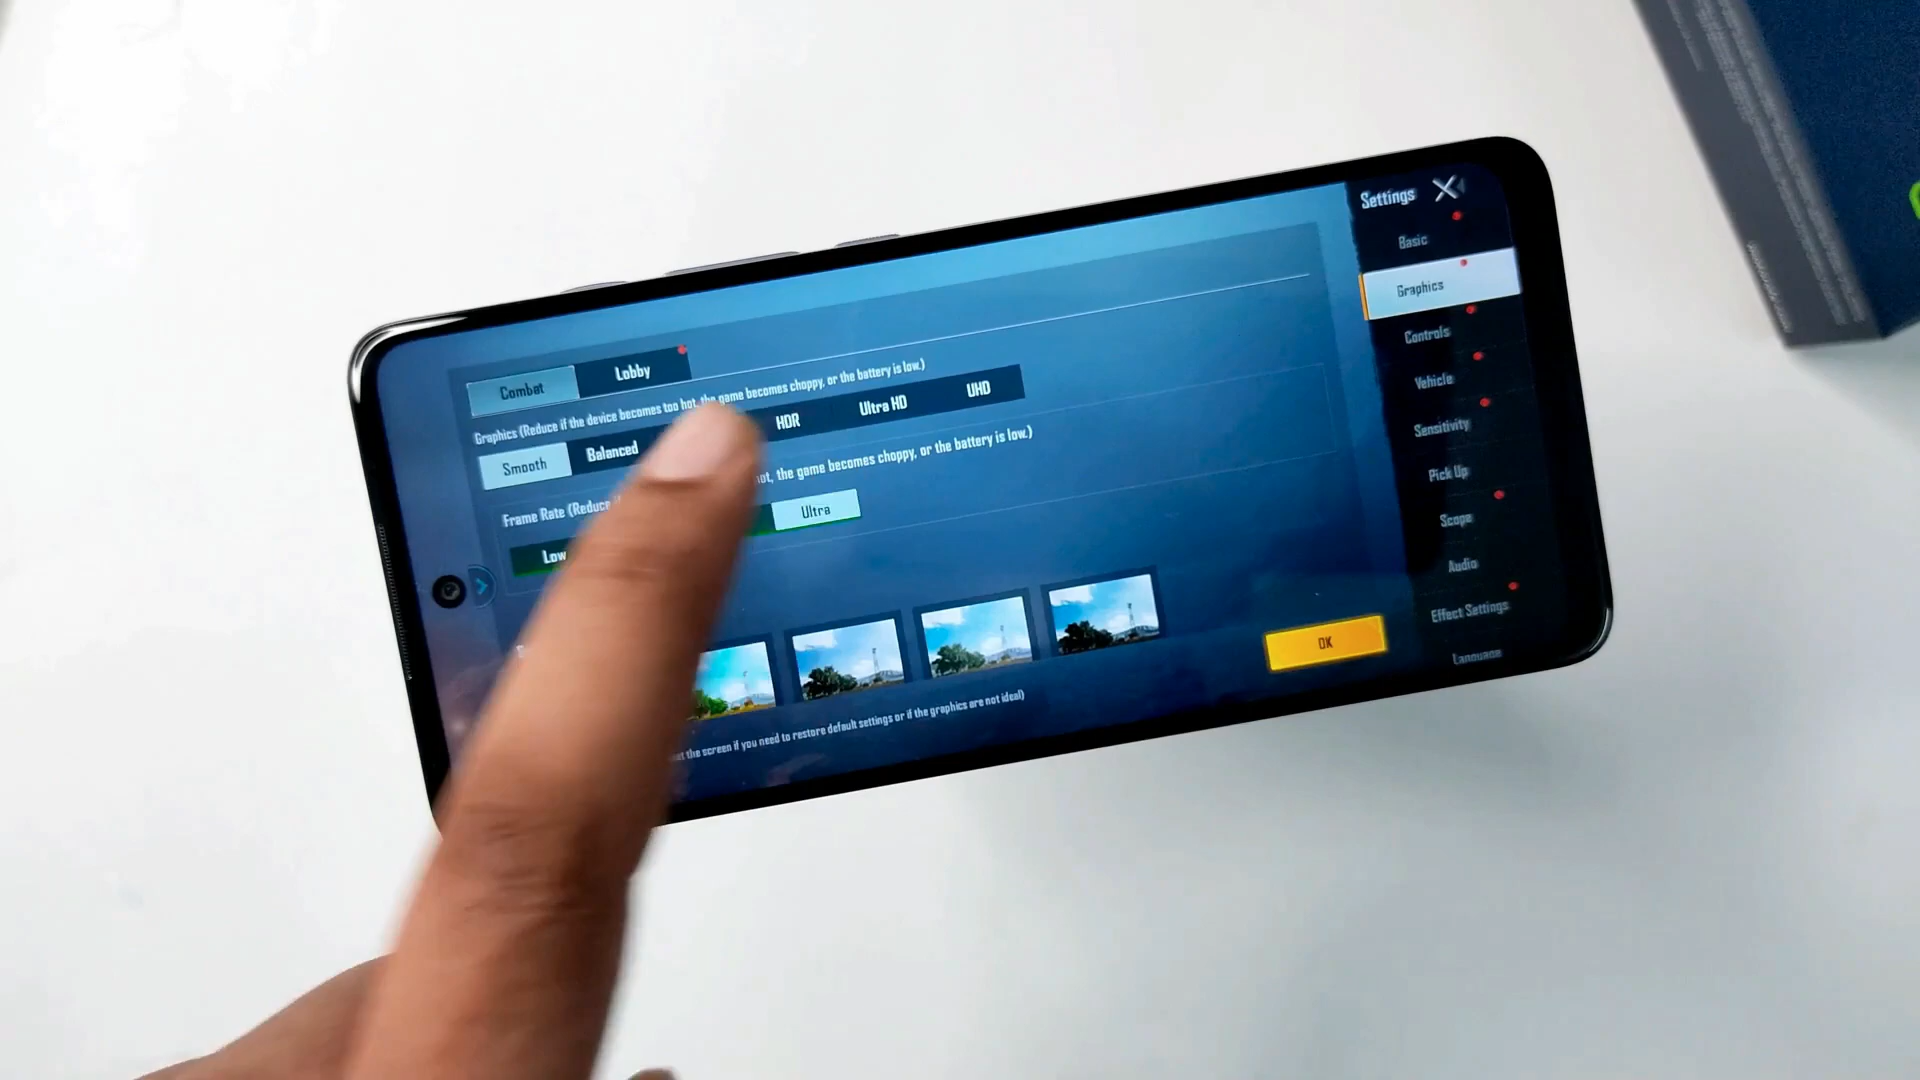 Settings
Basic
Graphics
Controls
Vehicle
Sensitivity
Pick Up
Scope
Audio
Effect Settings
Language
Combat Lobby
Graphics (Reduce if the device becomes too hot, the game becomes choppy, or the battery is low.)
Smooth Balanced HDR Ultra HD UHD
Frame Rate (Reduce hot, the game becomes choppy, or the battery is low.)
Low Ultra
the screen if you need to restore default settings or if the graphics are not ideal)
OK